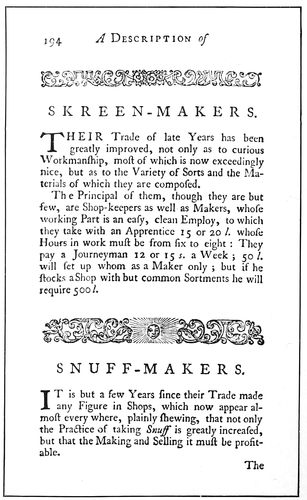 194 A DESCRIPTION of
SKREEN-MAKERS.
THEIR Trade of late Years has been
greatly improved, not only as to curious
Workmanſhip, moſt of which is now exceedingly
nice, but as to the Variety of Sorts and the Ma-
terials of which they are compoſed.
The Principal of them, though they are but
few, are Shop-keepers as well as Makers, whoſe
working Part is an eaſy, clean Employ, to which
they take with an Apprentice 15 or 20 l. whoſe
Hours in work muſt be from ſix to eight : They
pay a Journeyman 12 or 15 s. a Week ; 50 l.
will ſet up whom as a Maker only ; but if he
ſtocks a Shop with but common Sortments he will
require 500 l.
SNUFF-MAKERS.
IT is but a few Years ſince their Trade made
any Figure in Shops, which now appear al-
moſt every where, plainly ſhewing, that not only
the Practice of taking Snuff is greatly increaſed,
but that the Making and Selling it muſt be profit-
able.
The